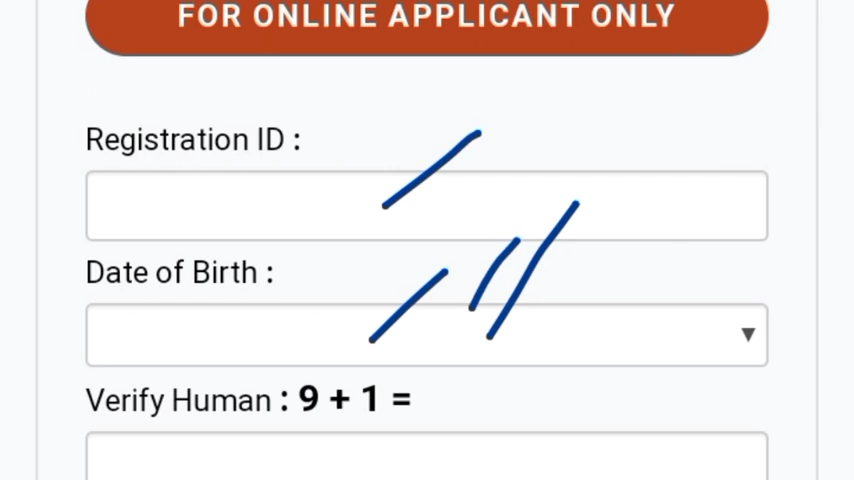 FOR ONLINE APPLICANT ONLY
Registration ID :
Date of Birth :
Verify Human : 9 + 1 =